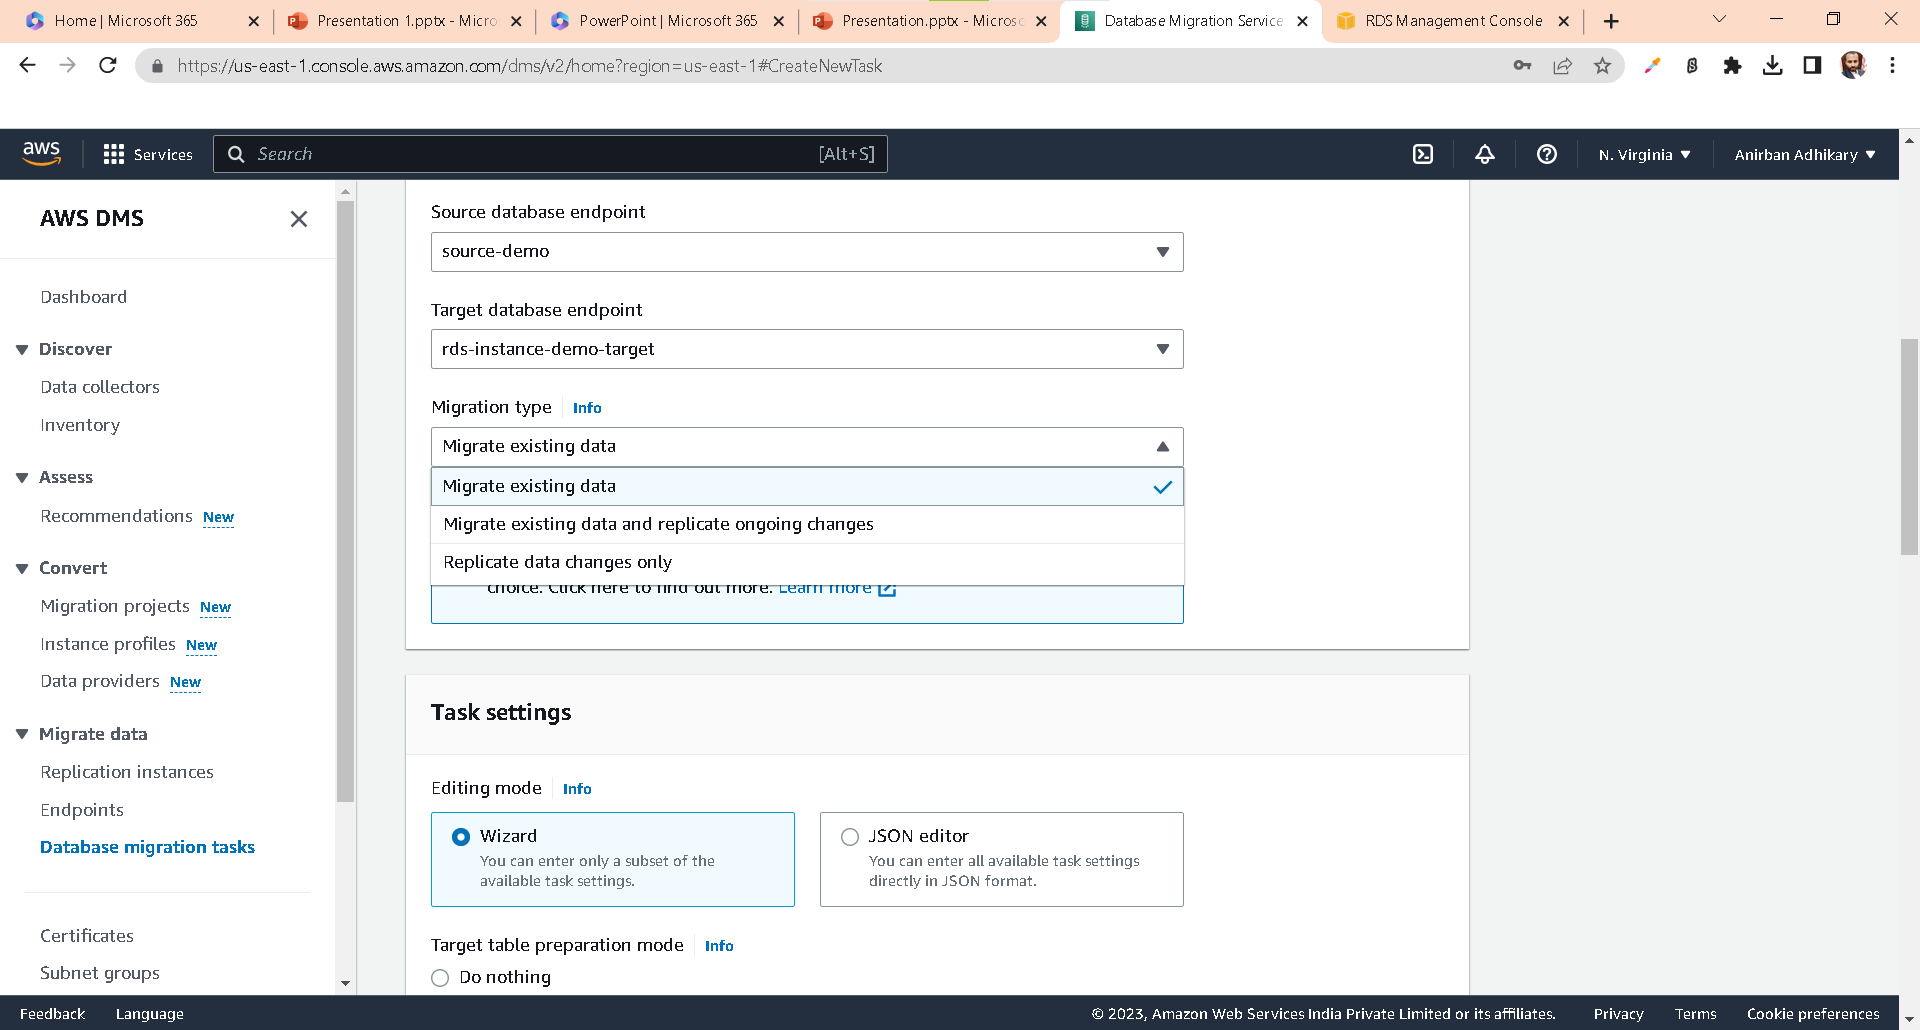 Home | Microsoft 365
Presentation 1.pptx - Micro
PowerPoint | Microsoft 365
Presentation.pptx - Micros
Database Migration Service
RDS Management Console
https://us-east-1.console.aws.amazon.com/dms/v2/home?region=us-east-1#CreateNewTask
aws
Services
Search
[Alt+S]
N. Virginia
Anirban Adhikary
AWS DMS
Dashboard
Discover
Data collectors
Inventory
Assess
Recommendations New
Convert
Migration projects New
Instance profiles New
Data providers New
Migrate data
Replication instances
Endpoints
Database migration tasks
Certificates
Subnet groups
Source database endpoint
source-demo
Target database endpoint
rds-instance-demo-target
Migration type Info
Migrate existing data
Migrate existing data
Migrate existing data and replicate ongoing changes
Replicate data changes only
choice. Click here to find out more. Learn more
Task settings
Editing mode Info
Wizard
You can enter only a subset of the
available task settings.
JSON editor
You can enter all available task settings
directly in JSON format.
Target table preparation mode Info
Do nothing
Feedback
Language
© 2023, Amazon Web Services India Private Limited or its affiliates.
Privacy
Terms
Cookie preferences